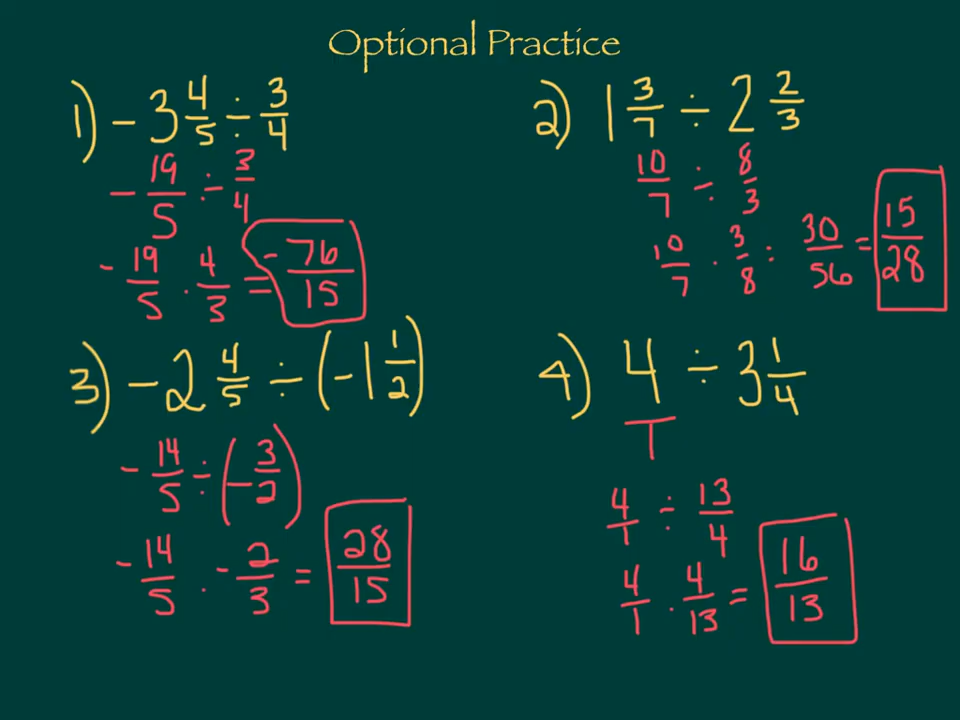 Optional Practice
1) - 3 4/5 ÷ 3/4
- 19/5 ÷ 3/4
- 19/5 · 4/3 = - 76/15
2) 1 3/7 ÷ 2 2/3
10/7 ÷ 8/3
10/7 · 3/8 : 30/56 = 15/28
3) - 2 4/5 ÷ (- 1 1/2)
- 14/5 ÷ (- 3/2)
- 14/5 · - 2/3 = 28/15
4) 4 ÷ 3 1/4
1
4/1 ÷ 13/4
4/1 · 4/13 = 16/13